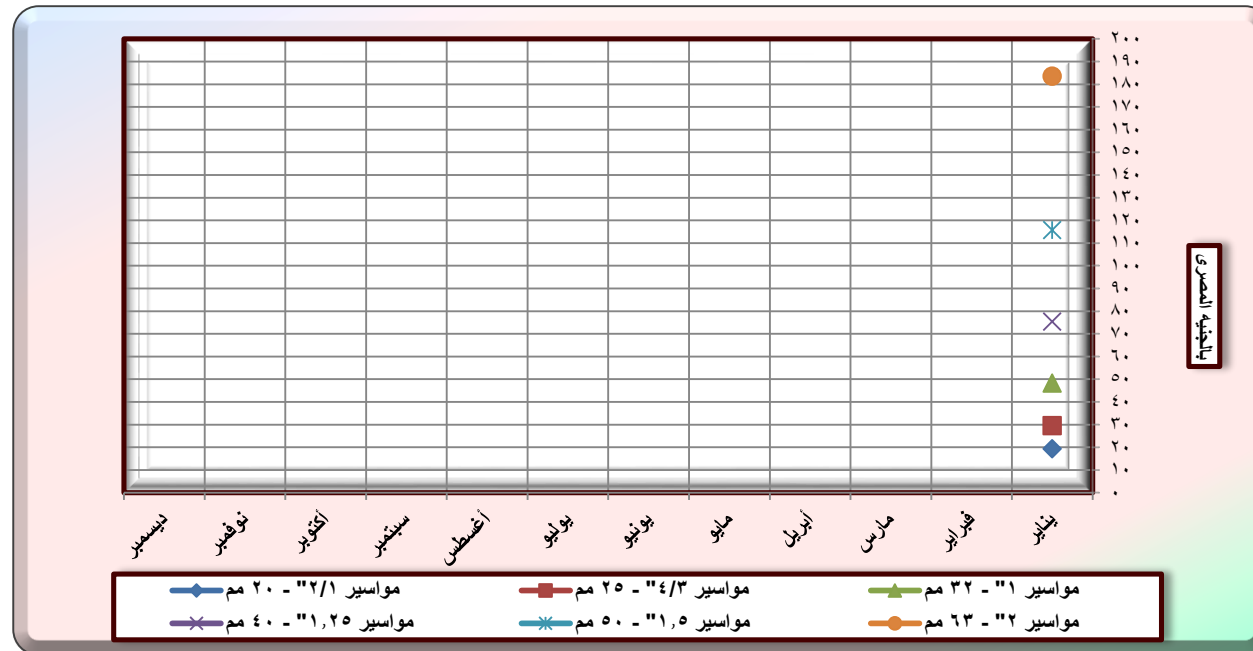 ٢٠٠
١٩٠
١٨٠
١٧٠
١٦٠
١٥٠
١٤٠
١٣٠
١٢٠
١١٠
١٠٠
٩٠
٨٠
٧٠
٦٠
٥٠
٤٠
٣٠
٢٠
١٠
٠
بالجنيه المصرى
يناير
فبراير
مارس
أبريل
مايو
يونيو
يوليو
أغسطس
سبتمبر
أكتوبر
نوفمبر
ديسمبر
مواسير ١" - ٣٢ مم مواسير ٤/٣" - ٢٥ مم مواسير ٢/١" - ٢٠ مم
مواسير ٢" - ٦٣ مم مواسير ١,٥" - ٥٠ مم مواسير ١,٢٥" - ٤٠ مم